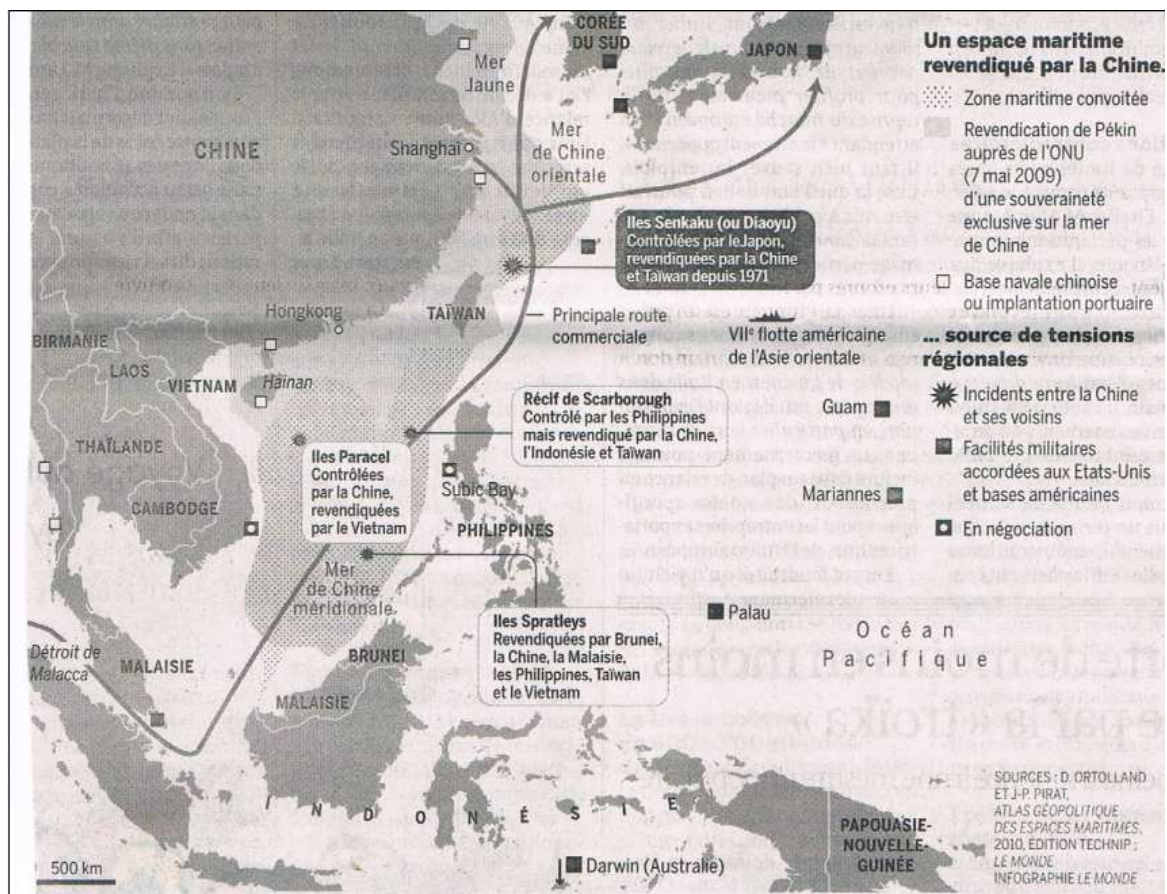 CORÉE
DU SUD
JAPON
Mer
Jaune
CHINE
Shanghaï
Mer
de Chine
orientale
Iles Senkaku (ou Diaoyu)
Contrôlées par le Japon,
revendiquées par la Chine
et Taïwan depuis 1971
Hongkong
TAÏWAN
Principale route
commerciale
VIIe flotte américaine
de l'Asie orientale
BIRMANIE
LAOS
VIETNAM
Haïnan
Récif de Scarborough
Contrôlé par les Philippines
mais revendiqué par la Chine,
l'Indonésie et Taïwan
Guam
THAÏLANDE
Iles Paracel
Contrôlées
par la Chine,
revendiquées
par le Vietnam
Subic Bay
Mariannes
CAMBODGE
PHILIPPINES
Mer
de Chine
méridionale
Iles Spratleys
Revendiquées par Brunei,
la Chine, la Malaisie,
les Philippines, Taïwan
et le Vietnam
Palau
Océan
Pacifique
Détroit de
Malacca
MALAISIE
BRUNEI
MALAISIE
INDONÉSIE
PAPOUASIE-
NOUVELLE-
GUINÉE
500 km
Darwin (Australie)
Un espace maritime
revendiqué par la Chine...
Zone maritime convoitée
Revendication de Pékin
auprès de l'ONU
(7 mai 2009)
d'une souveraineté
exclusive sur la mer
de Chine
Base navale chinoise
ou implantation portuaire
... source de tensions
régionales
Incidents entre la Chine
et ses voisins
Facilités militaires
accordées aux Etats-Unis
et bases américaines
En négociation
SOURCES : D. ORTOLLAND
ET J-P. PIRAT,
ATLAS GÉOPOLITIQUE
DES ESPACES MARITIMES,
2010, EDITION TECHNIP ;
LE MONDE
INFOGRAPHIE LE MONDE